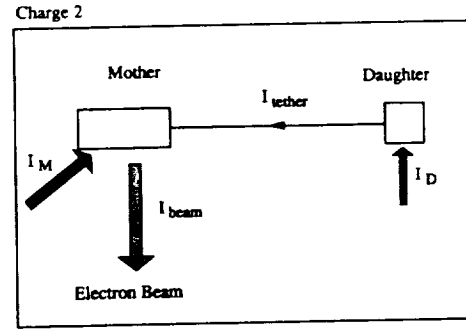 Charge 2
Mother
Daughter
I tether
I M
I beam
I D
Electron Beam